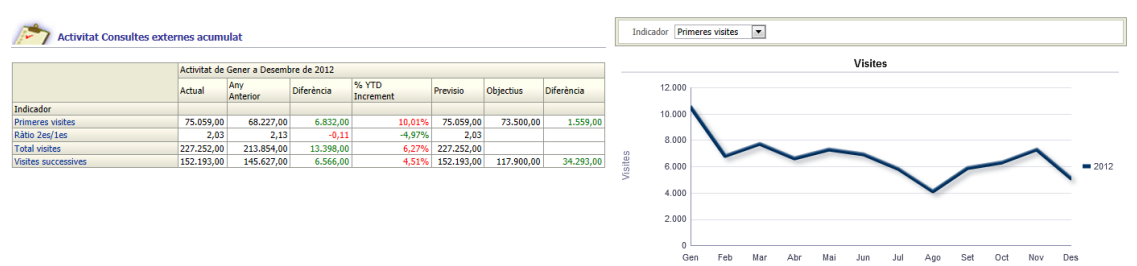 Activitat Consultes externes acumulat
Activitat de Gener a Desembre de 2012
Actual Any Anterior Diferència % YTD Increment Previsio Objectius Diferència
Indicador
Primeres visites 75.059,00 68.227,00 6.832,00 10,01% 75.059,00 73.500,00 1.559,00
Ràtio 2es/1es 2,03 2,13 -0,11 -4,97% 2,03
Total visites 227.252,00 213.854,00 13.398,00 6,27% 227.252,00
Visites successives 152.193,00 145.627,00 6.566,00 4,51% 152.193,00 117.900,00 34.293,00
Indicador Primeres visites
Visites
12.000
10.000
8.000
6.000
4.000
2.000
0
Visites
Gen Feb Mar Abr Mai Jun Jul Ago Set Oct Nov Des
2012